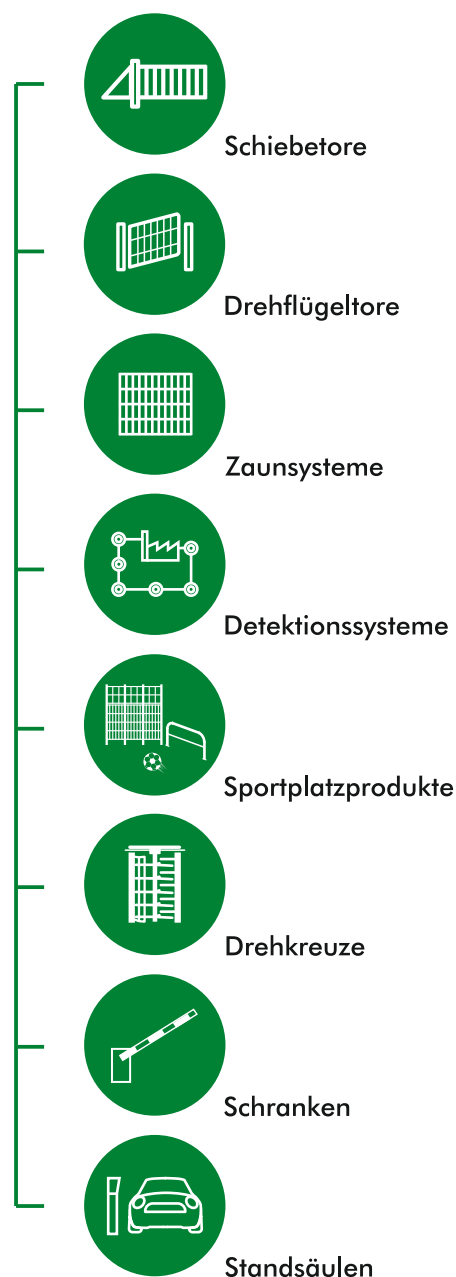 Schiebetore
Drehflügeltore
Zaunsysteme
Detektionssysteme
Sportplatzprodukte
Drehkreuze
Schranken
Standsäulen